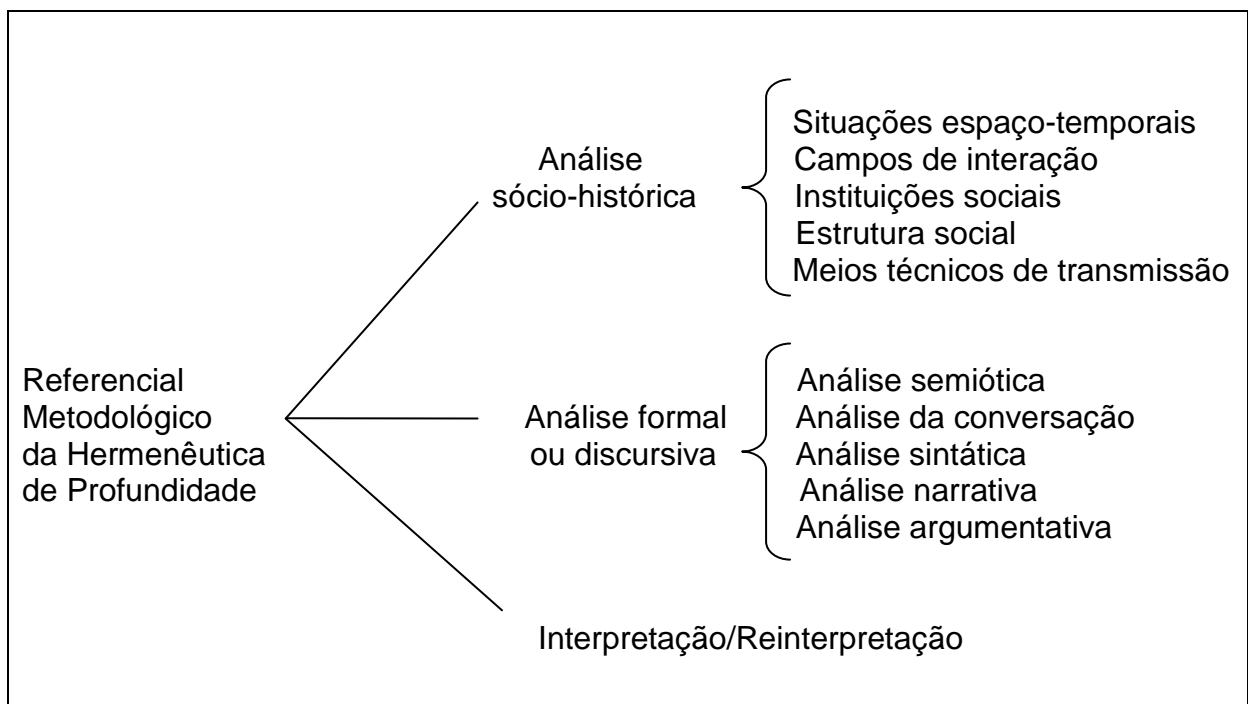 Referencial
Metodológico
da Hermenêutica
de Profundidade
Análise
sócio-histórica
Situações espaço-temporais
Campos de interação
Instituições sociais
Estrutura social
Meios técnicos de transmissão
Análise formal
ou discursiva
Análise semiótica
Análise da conversação
Análise sintática
Análise narrativa
Análise argumentativa
Interpretação/Reinterpretação